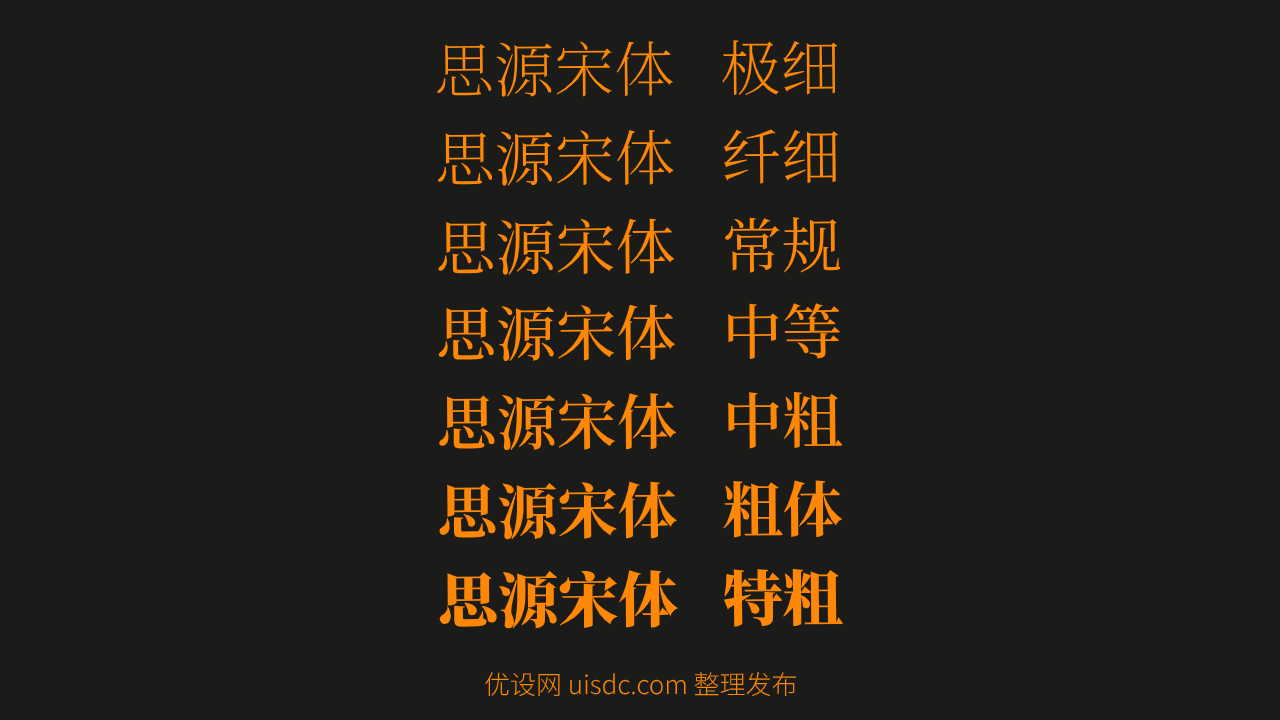 思源宋体 极细
思源宋体 纤细
思源宋体 常规
思源宋体 中等
思源宋体 中粗
思源宋体 粗体
思源宋体 特粗
优设网 uisdc.com 整理发布